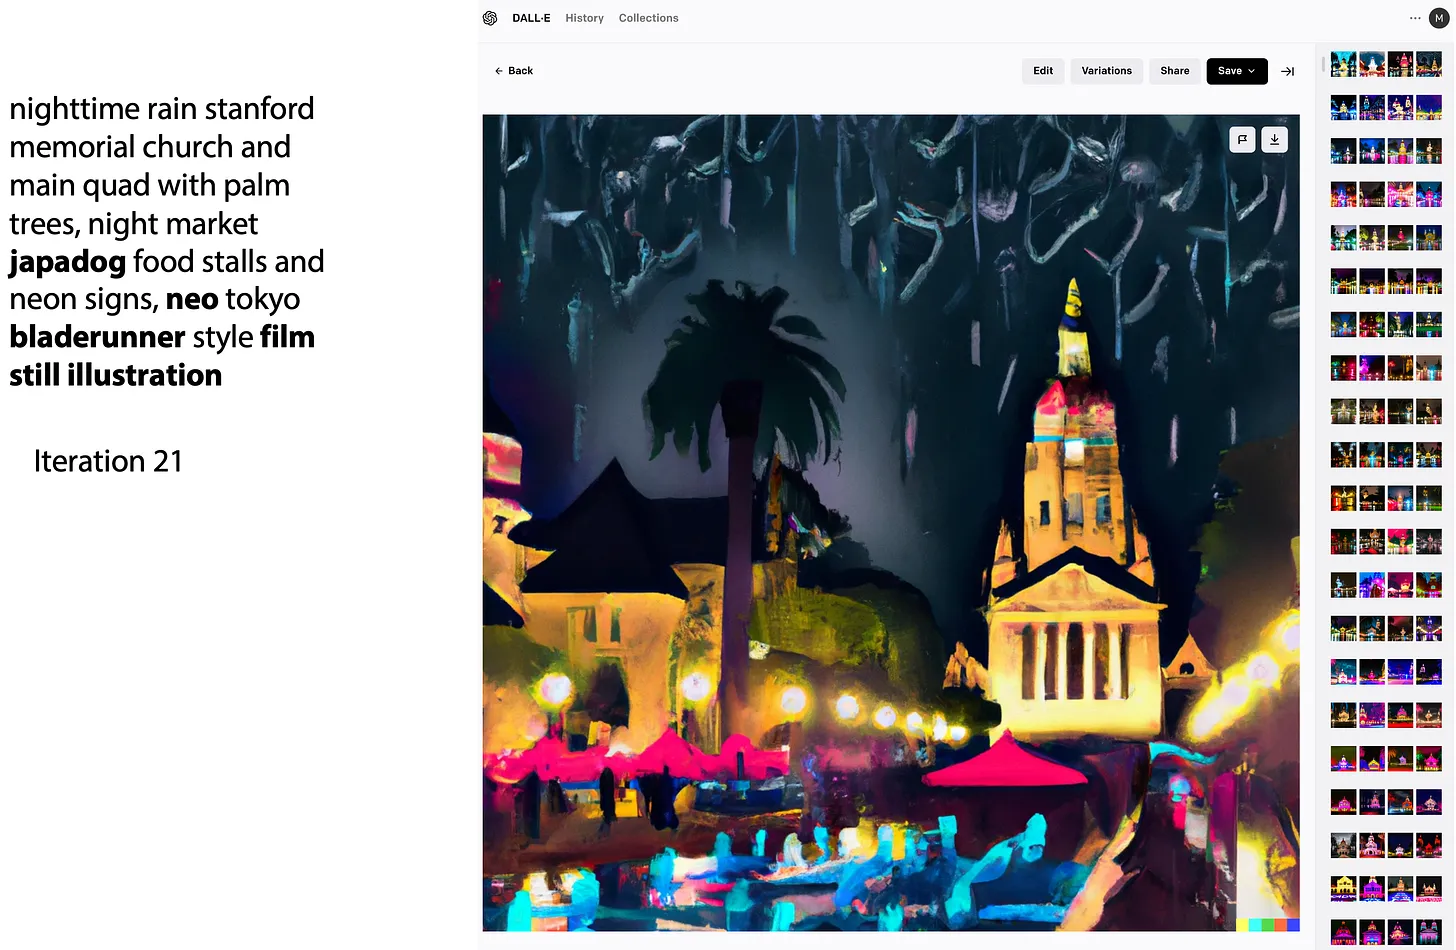 DALL·E History Collections
··· M
← Back
Edit Variations Share Save
nighttime rain stanford
memorial church and
main quad with palm
trees, night market
japadog food stalls and
neon signs, neo tokyo
bladerunner style film
still illustration
Iteration 21